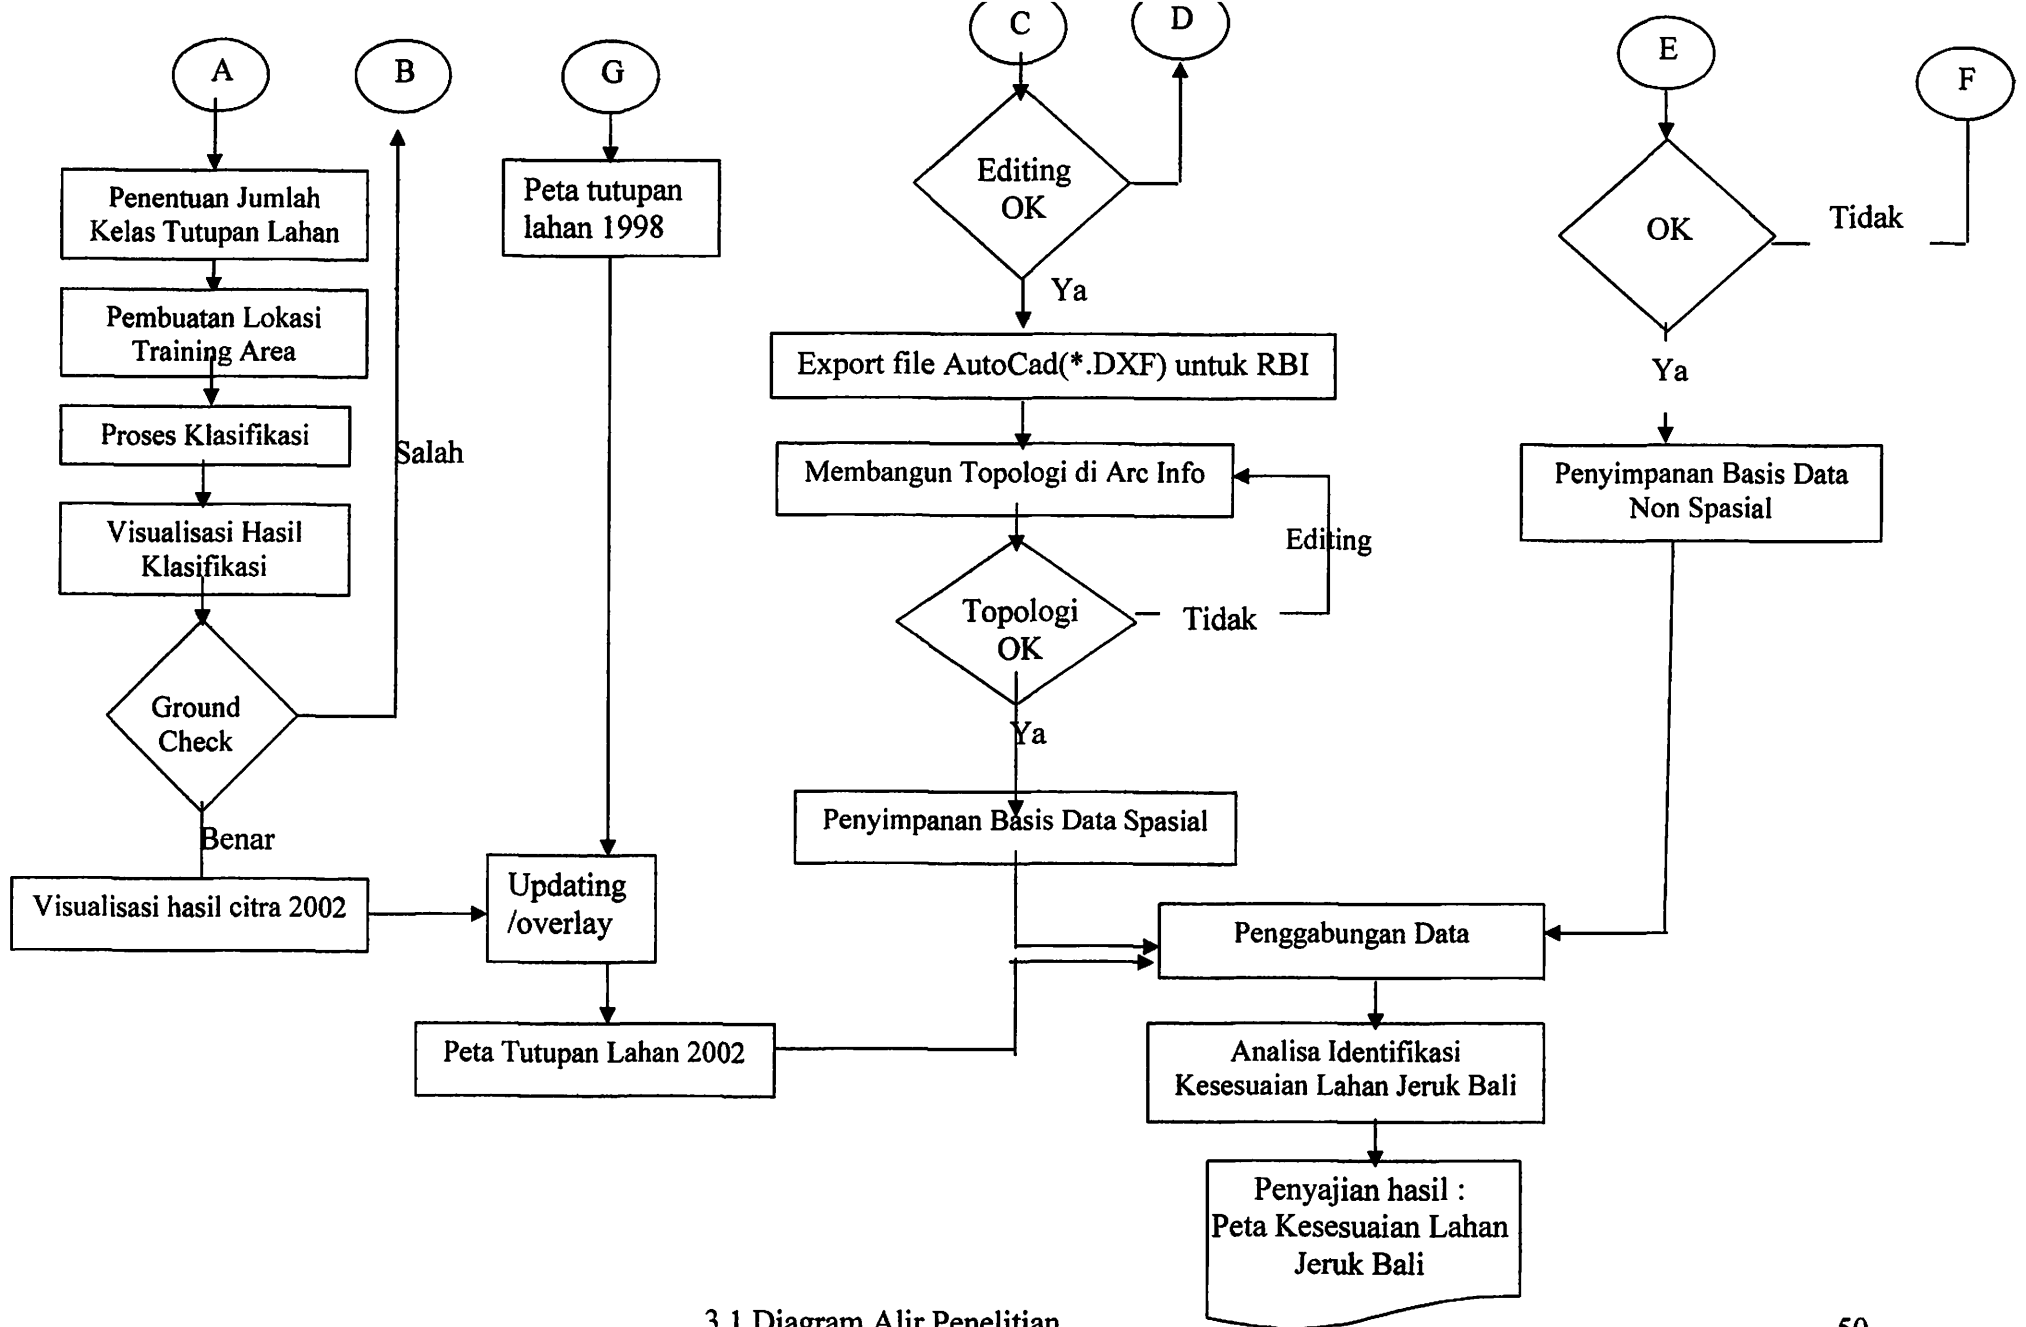 A
B
G
C
D
E
F
Penentuan Jumlah
Kelas Tutupan Lahan
Pembuatan Lokasi
Training Area
Proses Klasifikasi
Visualisasi Hasil
Klasifikasi
Ground
Check
Salah
Benar
Visualisasi hasil citra 2002
Peta tutupan
lahan 1998
Updating
/overlay
Peta Tutupan Lahan 2002
Editing
OK
Ya
Export file AutoCad(*.DXF) untuk RBI
Membangun Topologi di Arc Info
Editing
Topologi
OK
Tidak
Ya
Penyimpanan Basis Data Spasial
OK
Tidak
Ya
Penyimpanan Basis Data
Non Spasial
Penggabungan Data
Analisa Identifikasi
Kesesuaian Lahan Jeruk Bali
Penyajian hasil :
Peta Kesesuaian Lahan
Jeruk Bali
3.1 Diagram Alir Penelitian
50